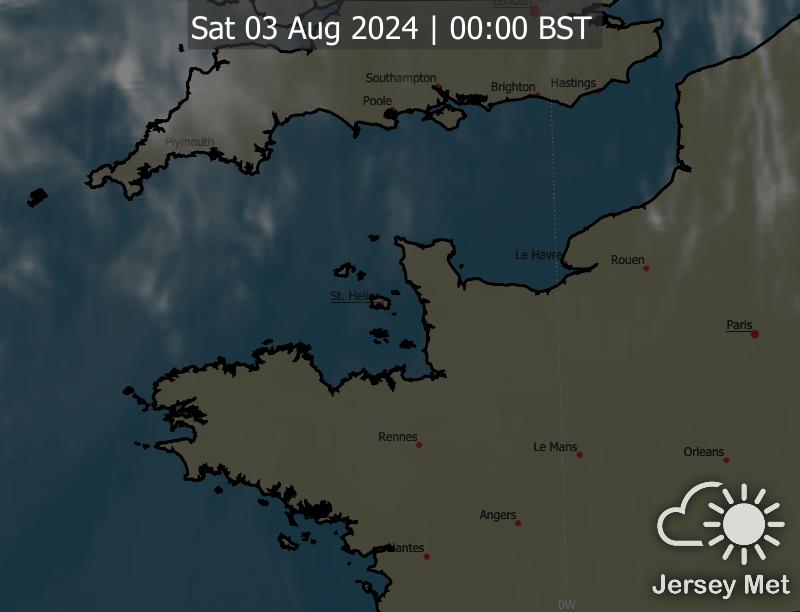 London
Sat 03 Aug 2024 | 00:00 BST
Southampton
Brighton
Hastings
Poole
Plymouth
Le Havre
Rouen
St. Helier
Paris
Rennes
Le Mans
Orleans
Angers
Nantes
Jersey Met
0W